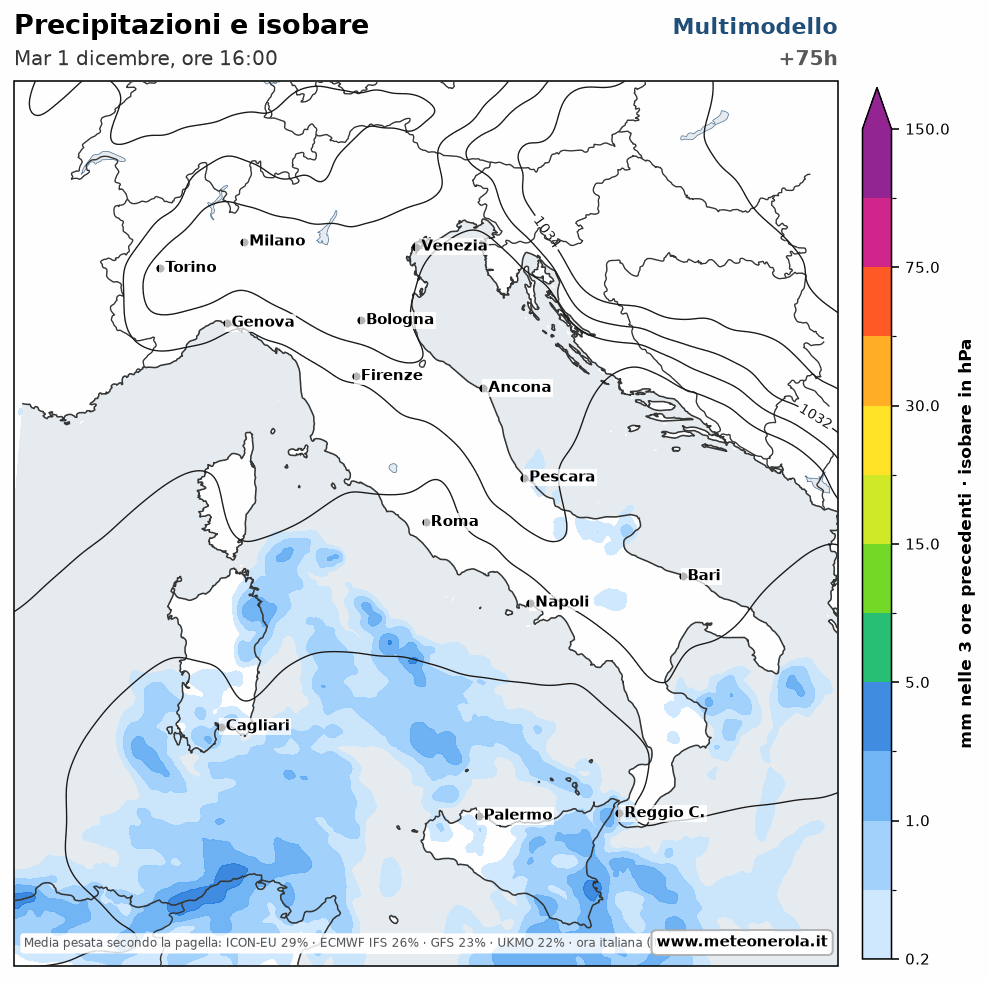 Precipitazioni e isobare
Multimodello
Mar 1 dicembre, ore 16:00
+75h
150.0
75.0
30.0
15.0
5.0
1.0
0.2
mm nelle 3 ore precedenti · isobare in hPa
1034
1032
Milano
Venezia
Torino
Genova
Bologna
Firenze
Ancona
Pescara
Roma
Bari
Napoli
Cagliari
Palermo
Reggio C.
Media pesata secondo la pagella: ICON-EU 29% · ECMWF IFS 26% · GFS 23% · UKMO 22% · ora italiana (
www.meteonerola.it